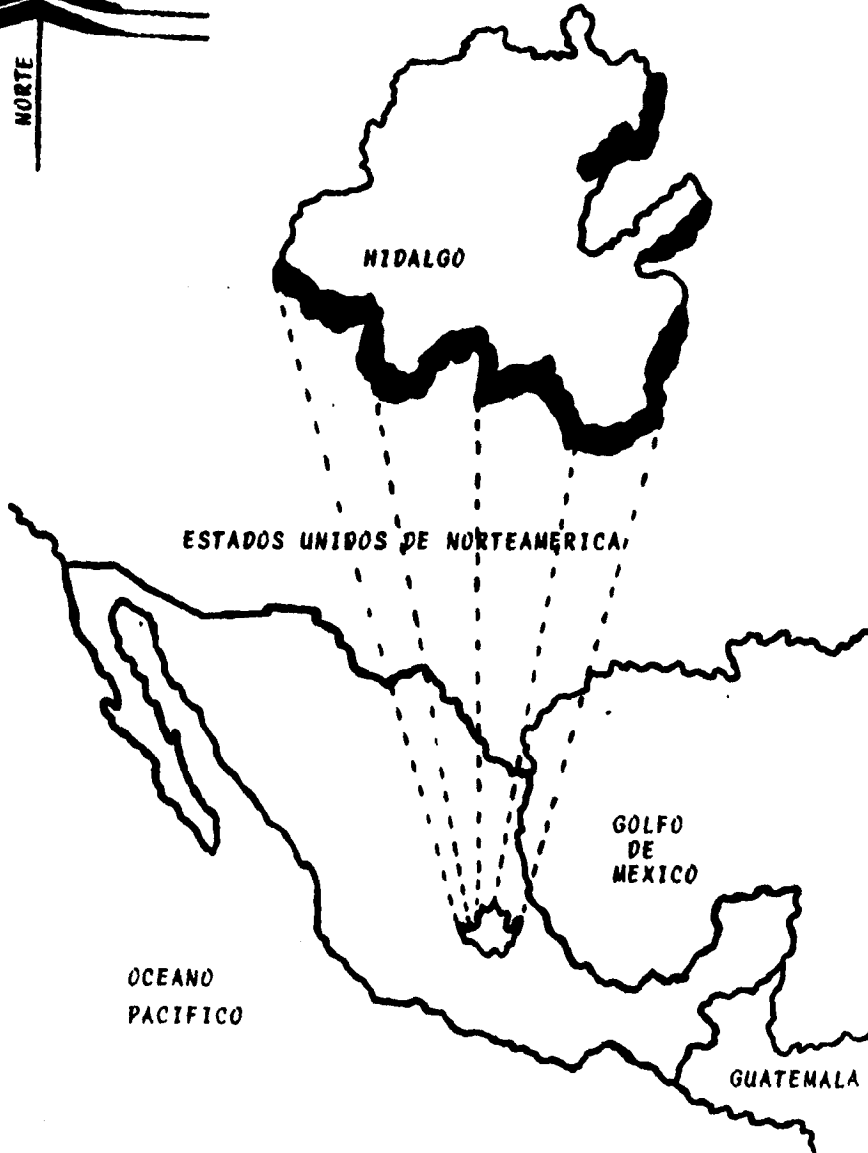 NORTE
HIDALGO
ESTADOS UNIDOS DE NORTEAMERICA
GOLFO
DE
MEXICO
OCEANO
PACIFICO
GUATEMALA